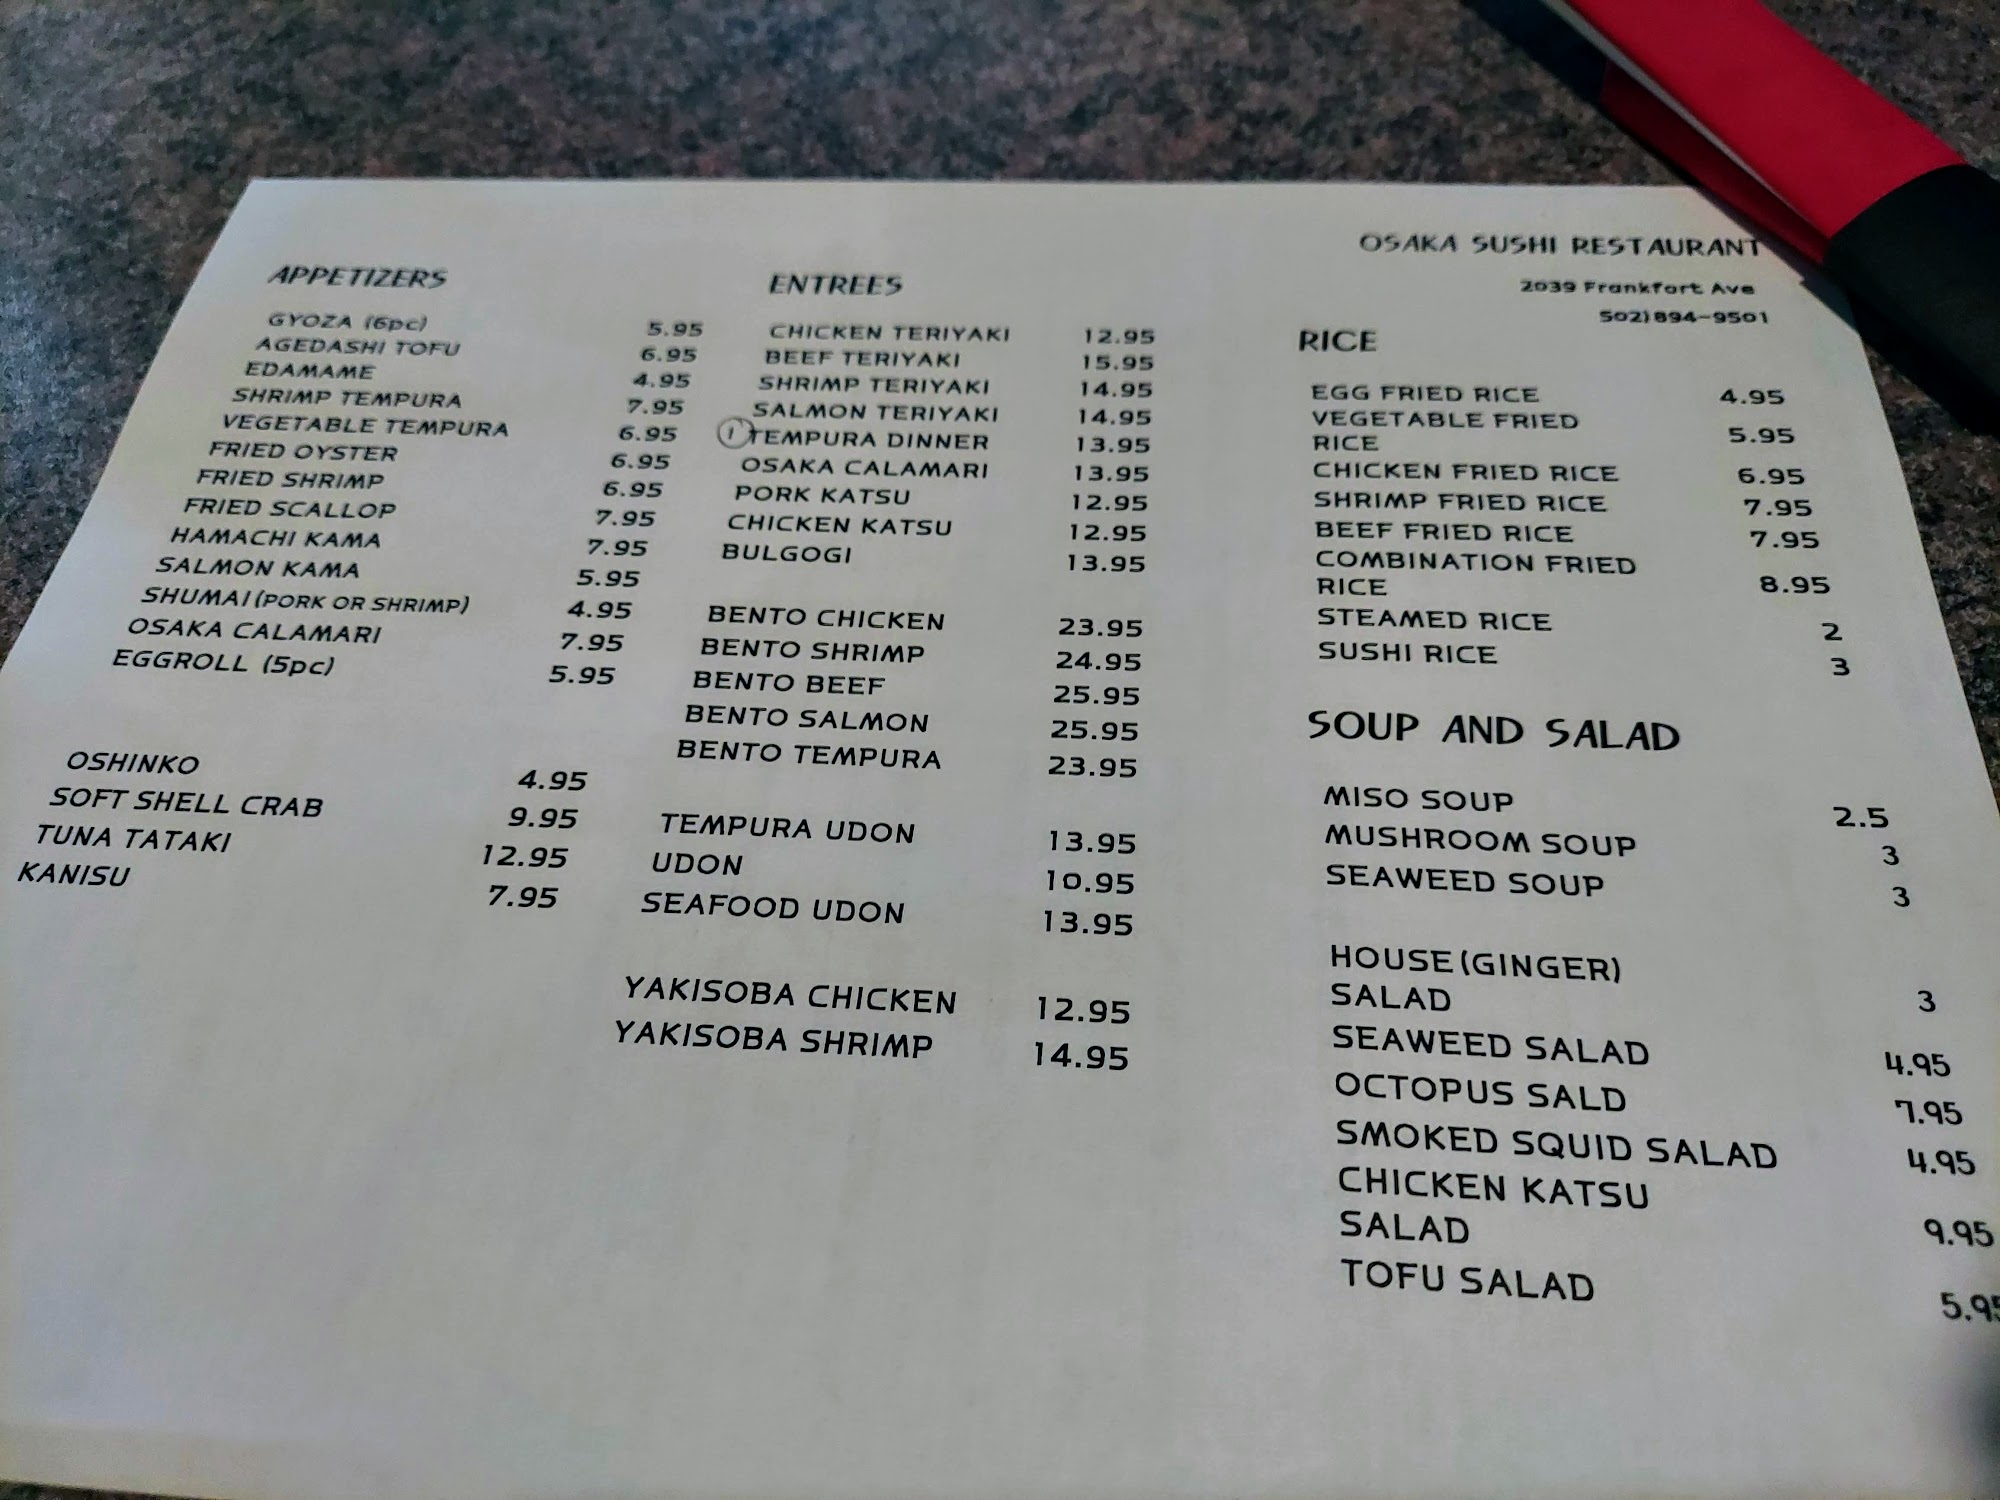 OSAKA SUSHI RESTAURANT
2039 Frankfort Ave
502)894-9501
APPETIZERS
GYOZA (6pc) 5.95
AGEDASHI TOFU 6.95
EDAMAME 4.95
SHRIMP TEMPURA 7.95
VEGETABLE TEMPURA 6.95
FRIED OYSTER 6.95
FRIED SHRIMP 6.95
FRIED SCALLOP 7.95
HAMACHI KAMA 7.95
SALMON KAMA 5.95
SHUMAI (PORK OR SHRIMP) 4.95
OSAKA CALAMARI 7.95
EGGROLL (5pc) 5.95
OSHINKO 4.95
SOFT SHELL CRAB 9.95
TUNA TATAKI 12.95
KANISU 7.95
ENTREES
CHICKEN TERIYAKI 12.95
BEEF TERIYAKI 15.95
SHRIMP TERIYAKI 14.95
SALMON TERIYAKI 14.95
1 TEMPURA DINNER 13.95
OSAKA CALAMARI 13.95
PORK KATSU 12.95
CHICKEN KATSU 12.95
BULGOGI 13.95
BENTO CHICKEN 23.95
BENTO SHRIMP 24.95
BENTO BEEF 25.95
BENTO SALMON 25.95
BENTO TEMPURA 23.95
TEMPURA UDON 13.95
UDON 10.95
SEAFOOD UDON 13.95
YAKISOBA CHICKEN 12.95
YAKISOBA SHRIMP 14.95
RICE
EGG FRIED RICE 4.95
VEGETABLE FRIED
RICE 5.95
CHICKEN FRIED RICE 6.95
SHRIMP FRIED RICE 7.95
BEEF FRIED RICE 7.95
COMBINATION FRIED
RICE 8.95
STEAMED RICE 2
SUSHI RICE 3
SOUP AND SALAD
MISO SOUP 2.5
MUSHROOM SOUP 3
SEAWEED SOUP 3
HOUSE(GINGER)
SALAD 3
SEAWEED SALAD 4.95
OCTOPUS SALD 7.95
SMOKED SQUID SALAD 4.95
CHICKEN KATSU
SALAD 9.95
TOFU SALAD 5.95